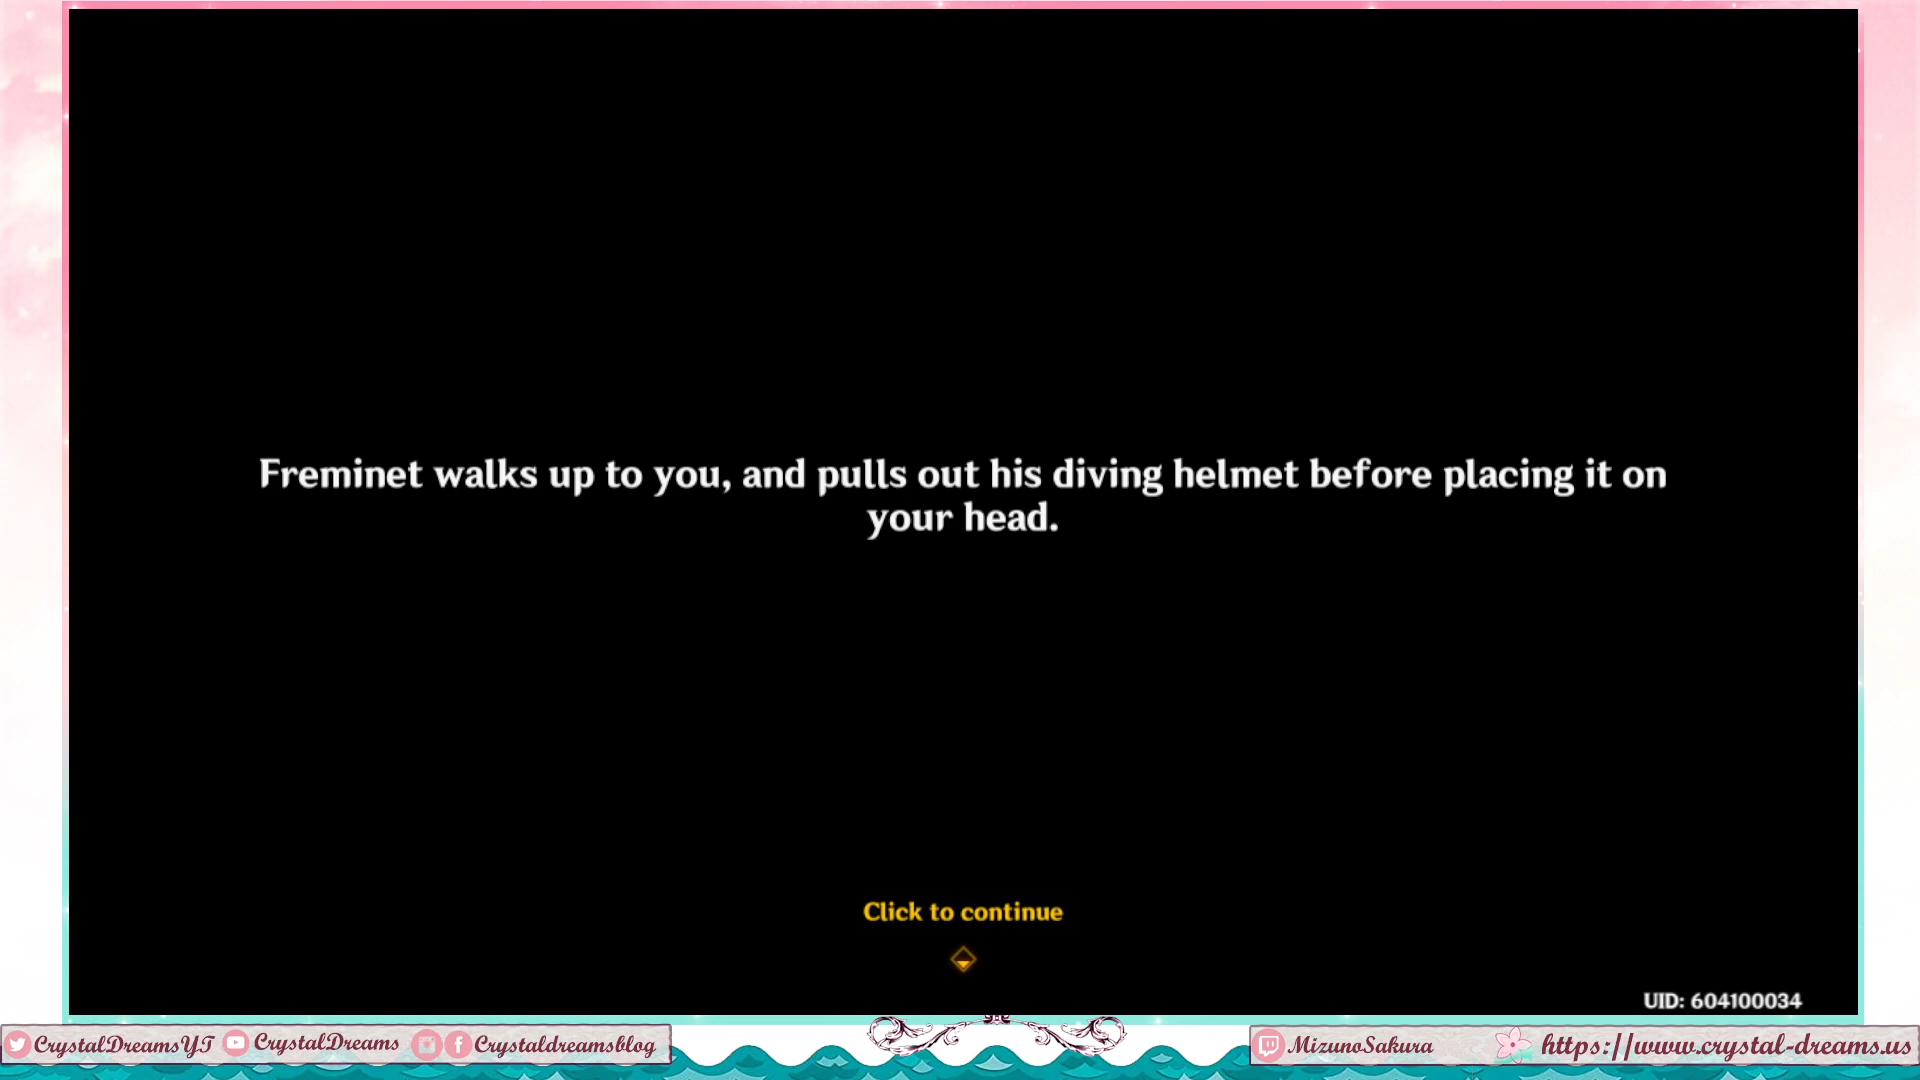 Freminet walks up to you, and pulls out his diving helmet before placing it on
your head.
Click to continue
UID: 604100034
CrystalDreamsYT CrystalDreams Crystaldreamsblog MizunoSakura https://www.crystal-dreams.us